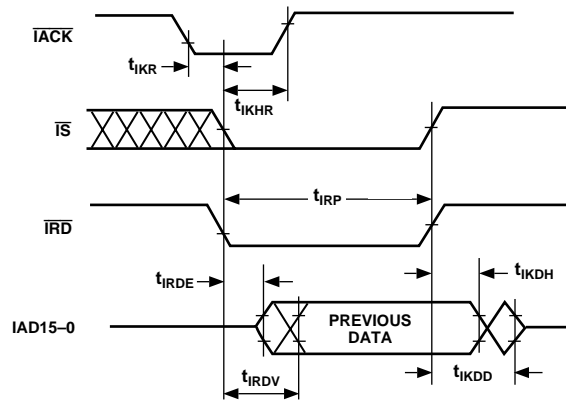 IACK
tIKR
tIKHR
IS
tIRP
IRD
tIRDE
tIKDH
IAD15–0
PREVIOUS
DATA
tIKDD
tIRDV